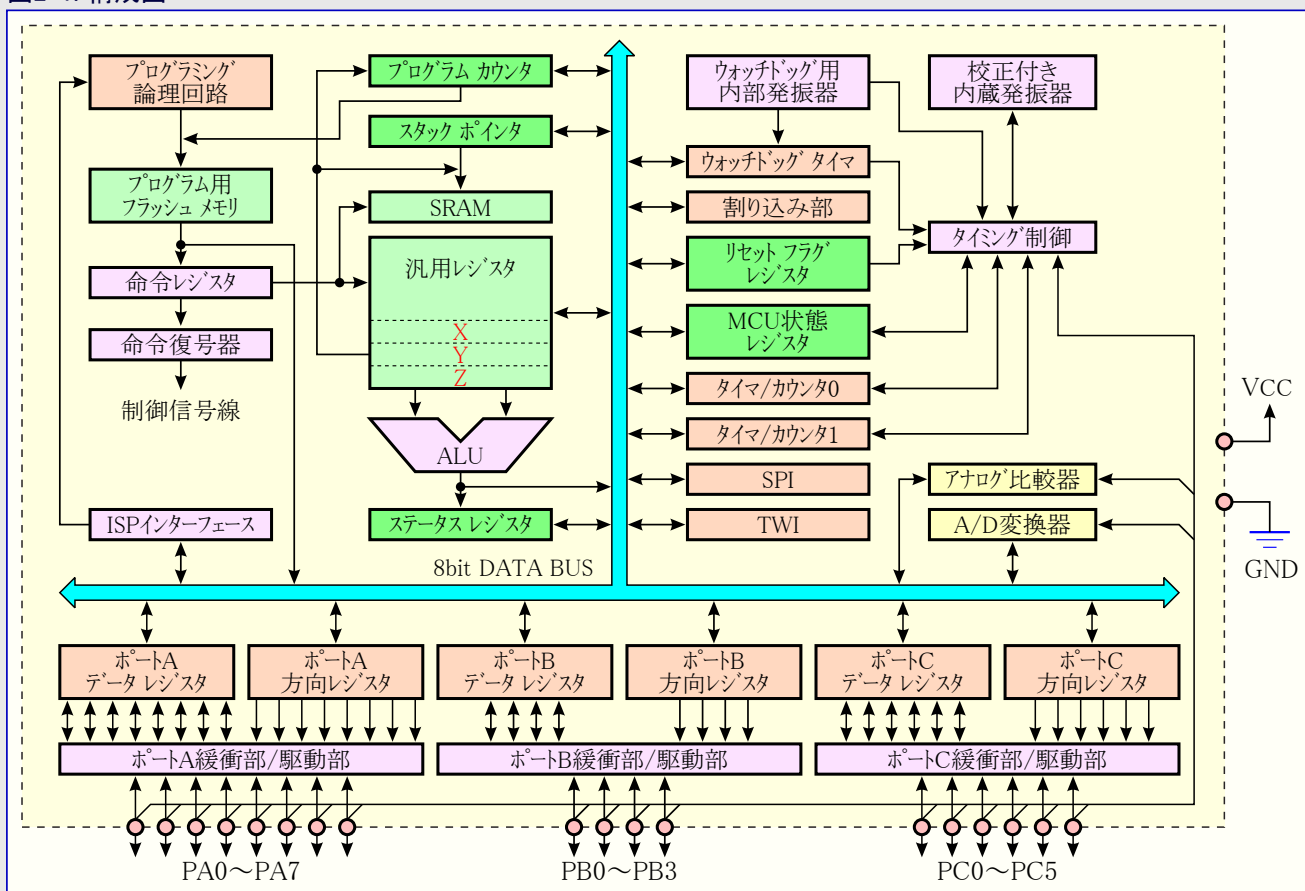 プログラミング
論理回路
プログラム カウンタ
ウォッチドッグ用
内部発振器
校正付き
内蔵発振器
スタック ポインタ
ウォッチドッグ タイマ
プログラム用
フラッシュ メモリ
SRAM
割り込み部
タイミング制御
汎用レジスタ
リセット フラグ
レジスタ
命令レジスタ
X
Y
Z
MCU状態
レジスタ
命令復号器
制御信号線
タイマ/カウンタ0
VCC
ALU
タイマ/カウンタ1
SPI
アナログ比較器
ISPインターフェース
ステータス レジスタ
TWI
A/D変換器
8bit DATA BUS
GND
ポートA
データ レジスタ
ポートA
方向レジスタ
ポートB
データ レジスタ
ポートB
方向レジスタ
ポートC
データ レジスタ
ポートC
方向レジスタ
ポートA緩衝部/駆動部
ポートB緩衝部/駆動部
ポートC緩衝部/駆動部
PA0～PA7
PB0～PB3
PC0～PC5